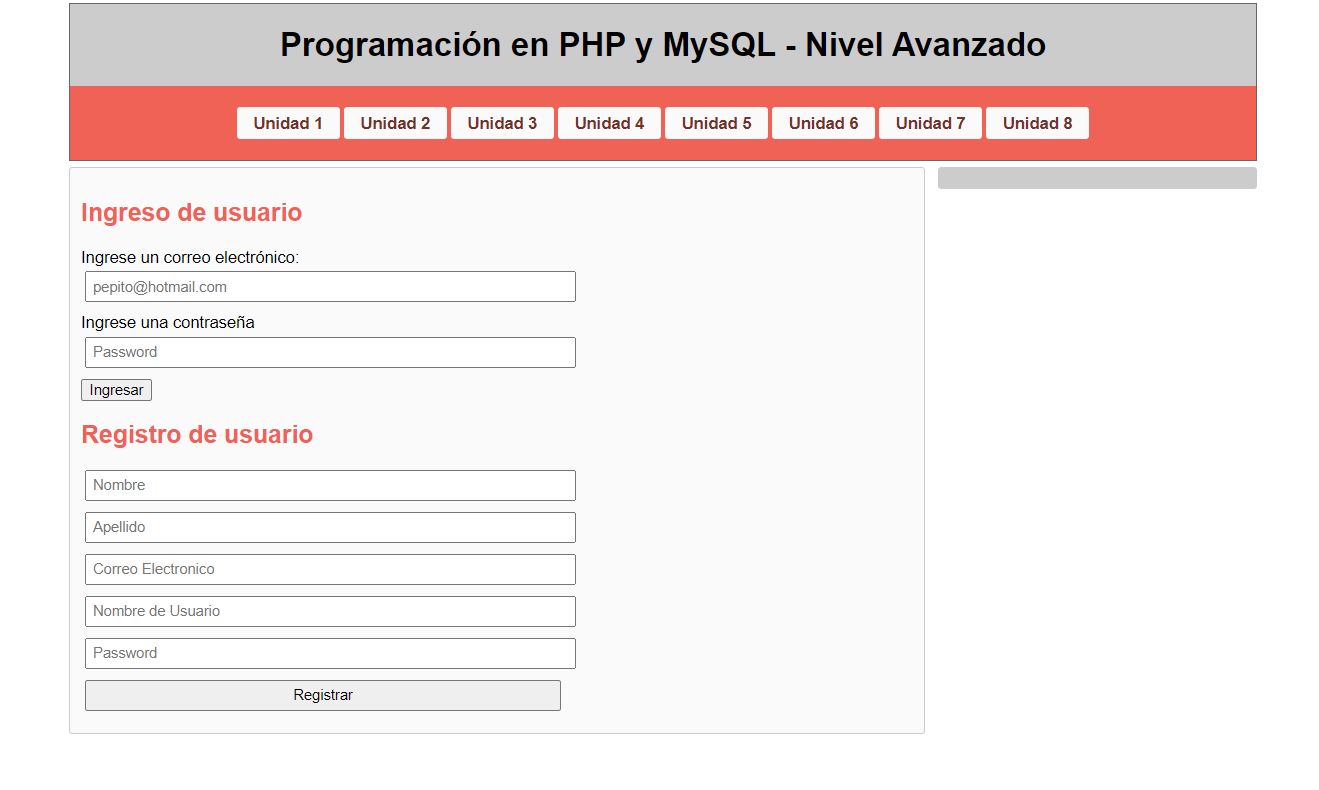 Programación en PHP y MySQL - Nivel Avanzado
Unidad 1 Unidad 2 Unidad 3 Unidad 4 Unidad 5 Unidad 6 Unidad 7 Unidad 8
Ingreso de usuario
Ingrese un correo electrónico:
pepito@hotmail.com
Ingrese una contraseña
Password
Ingresar
Registro de usuario
Nombre
Apellido
Correo Electronico
Nombre de Usuario
Password
Registrar